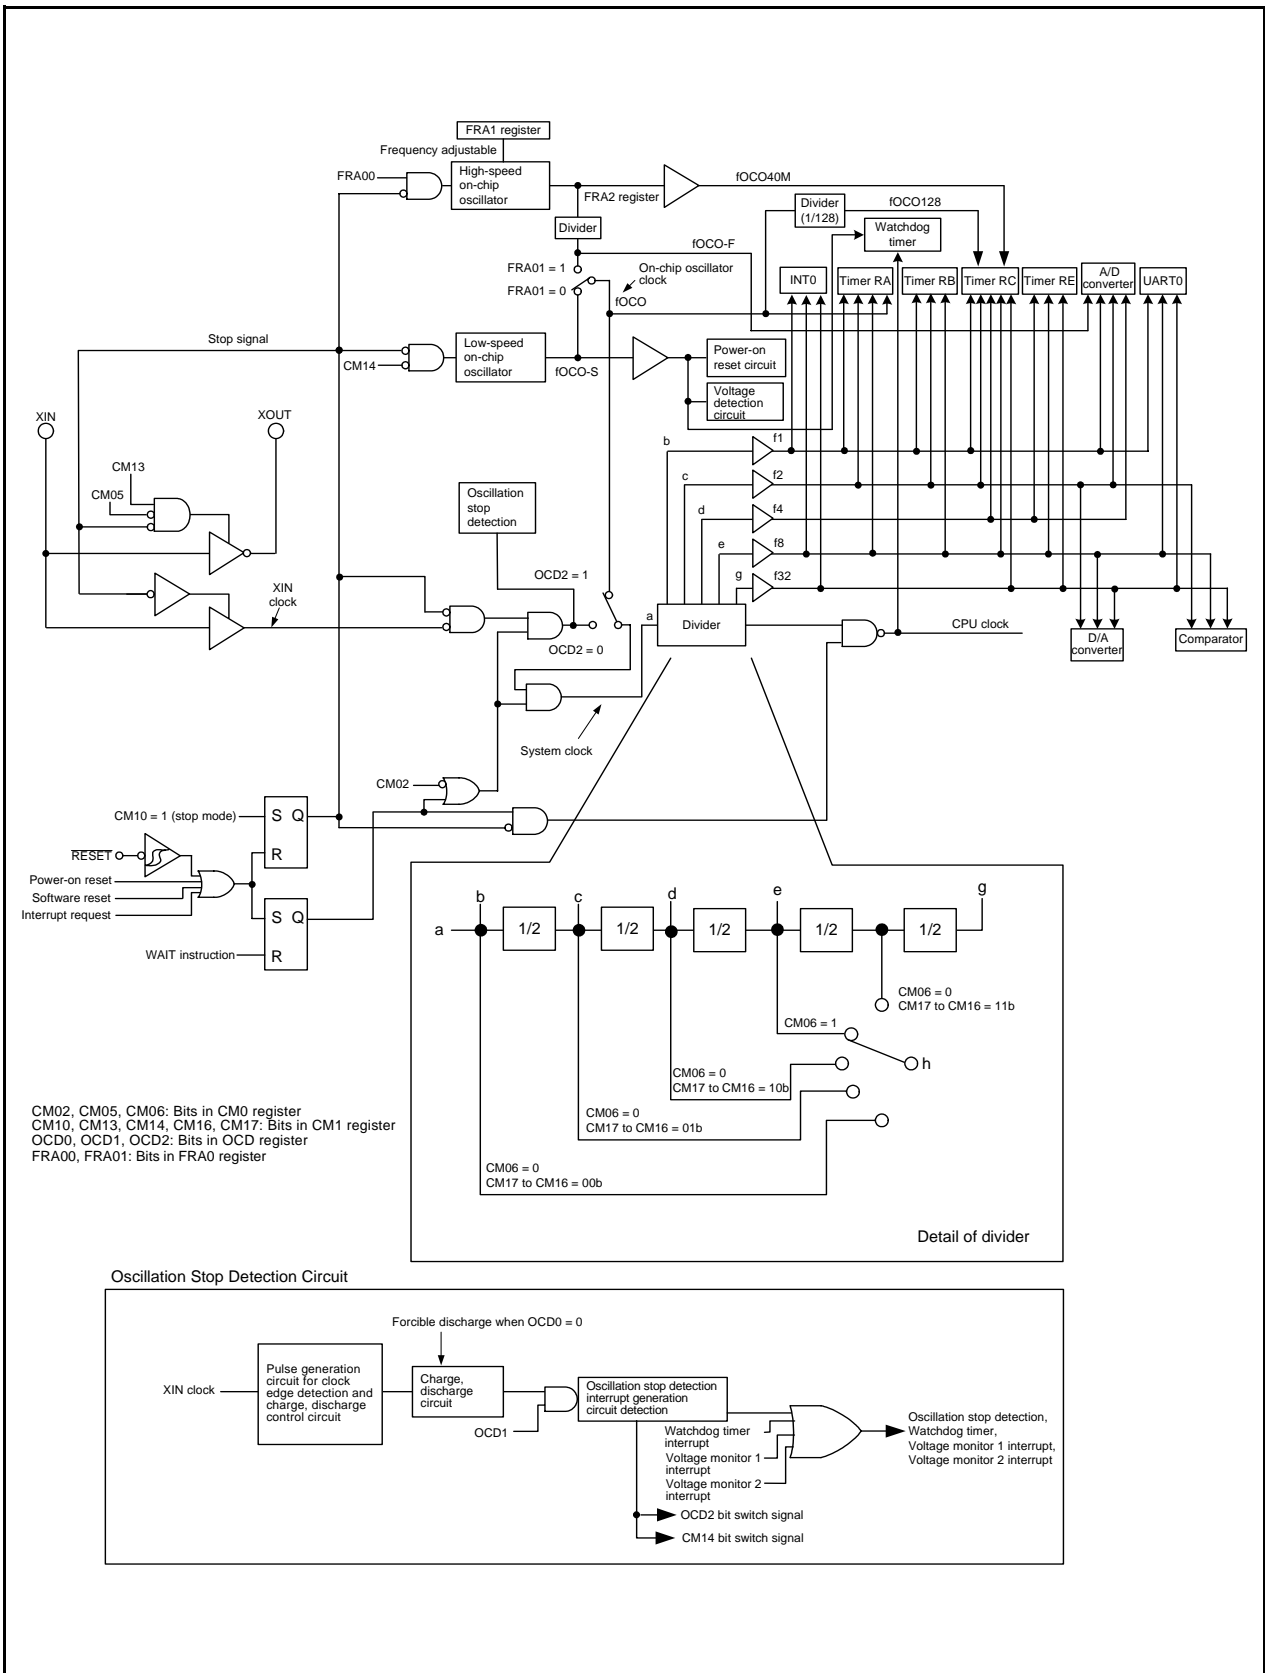 FRA1 register
Frequency adjustable
FRA00
High-speed
on-chip
oscillator
FRA2 register
fOCO40M
Divider
(1/128)
fOCO128
Watchdog
timer
Divider
fOCO-F
FRA01 = 1
FRA01 = 0
On-chip oscillator
clock
fOCO
INT0
Timer RA
Timer RB
Timer RC
Timer RE
A/D
converter
UART0
Stop signal
CM14
Low-speed
on-chip
oscillator
fOCO-S
Power-on
reset circuit
Voltage
detection
circuit
XIN
XOUT
CM13
CM05
Oscillation
stop
detection
b
f1
c
f2
d
f4
e
f8
g
f32
XIN
clock
OCD2 = 1
OCD2 = 0
a
Divider
CPU clock
D/A
converter
Comparator
System clock
CM02
CM10 = 1 (stop mode)
S Q
R
RESET
Power-on reset
Software reset
Interrupt request
S Q
R
WAIT instruction
b
c
d
e
g
a
1/2
1/2
1/2
1/2
1/2
CM06 = 0
CM17 to CM16 = 11b
CM06 = 1
h
CM06 = 0
CM17 to CM16 = 10b
CM06 = 0
CM17 to CM16 = 01b
CM06 = 0
CM17 to CM16 = 00b
Detail of divider
CM02, CM05, CM06: Bits in CM0 register
CM10, CM13, CM14, CM16, CM17: Bits in CM1 register
OCD0, OCD1, OCD2: Bits in OCD register
FRA00, FRA01: Bits in FRA0 register
Oscillation Stop Detection Circuit
Forcible discharge when OCD0 = 0
XIN clock
Pulse generation
circuit for clock
edge detection and
charge, discharge
control circuit
Charge,
discharge
circuit
OCD1
Oscillation stop detection
interrupt generation
circuit detection
Watchdog timer
interrupt
Voltage monitor 1
interrupt
Voltage monitor 2
interrupt
Oscillation stop detection,
Watchdog timer,
Voltage monitor 1 interrupt,
Voltage monitor 2 interrupt
OCD2 bit switch signal
CM14 bit switch signal